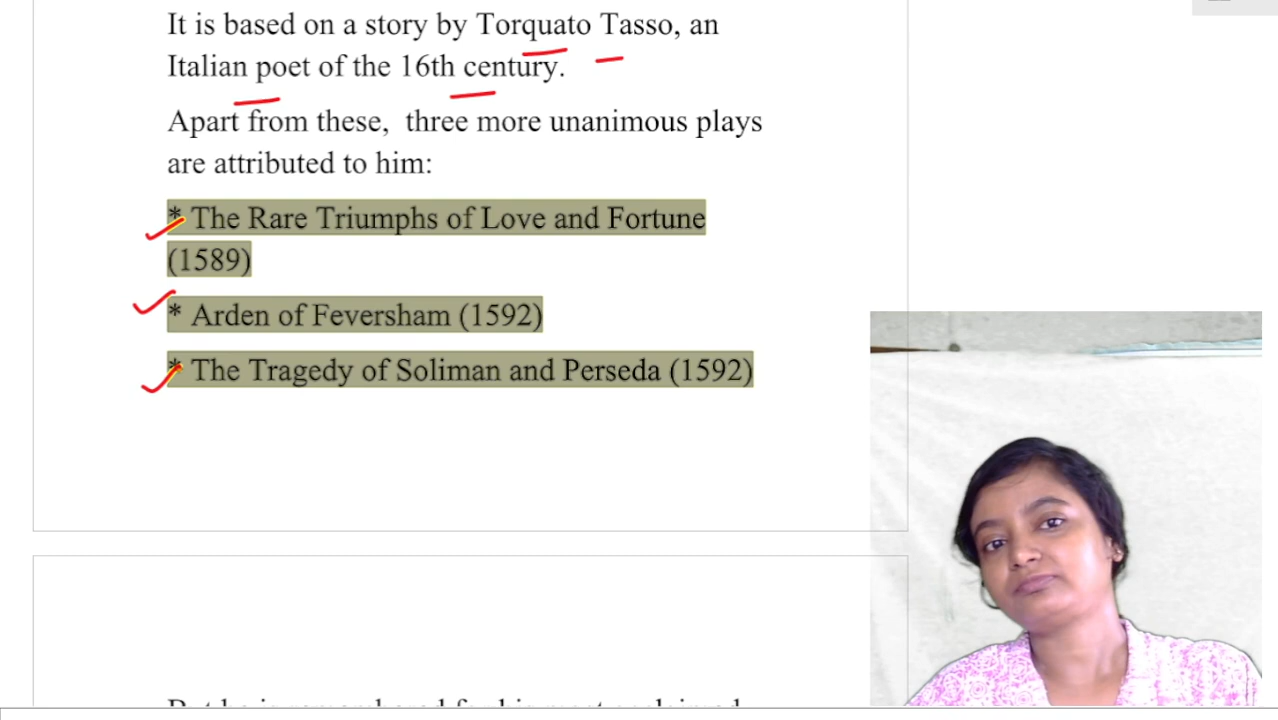 It is based on a story by Torquato Tasso, an
Italian poet of the 16th century.
Apart from these, three more unanimous plays
are attributed to him:
* The Rare Triumphs of Love and Fortune
(1589)
* Arden of Feversham (1592)
* The Tragedy of Soliman and Perseda (1592)